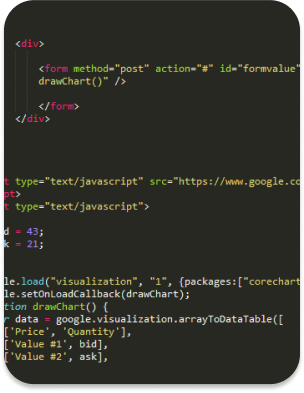 <div>
<form method="post" action="#" id="formvalue"
drawChart()" />
</form>
</div>
t type="text/javascript" src="https://www.google.co
pt>
t type="text/javascript">
d = 43;
k = 21;
le.load("visualization", "1", {packages:["corechart
le.setOnLoadCallback(drawChart);
tion drawChart() {
r data = google.visualization.arrayToDataTable([
['Price', 'Quantity'],
['Value #1', bid],
['Value #2', ask],